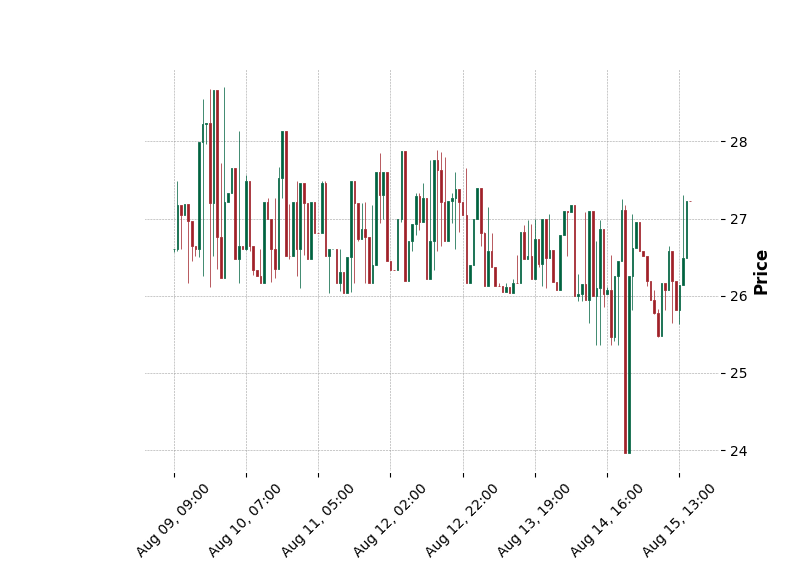 28
27
26
25
24
Price
Aug 09, 09:00
Aug 10, 07:00
Aug 11, 05:00
Aug 12, 02:00
Aug 12, 22:00
Aug 13, 19:00
Aug 14, 16:00
Aug 15, 13:00